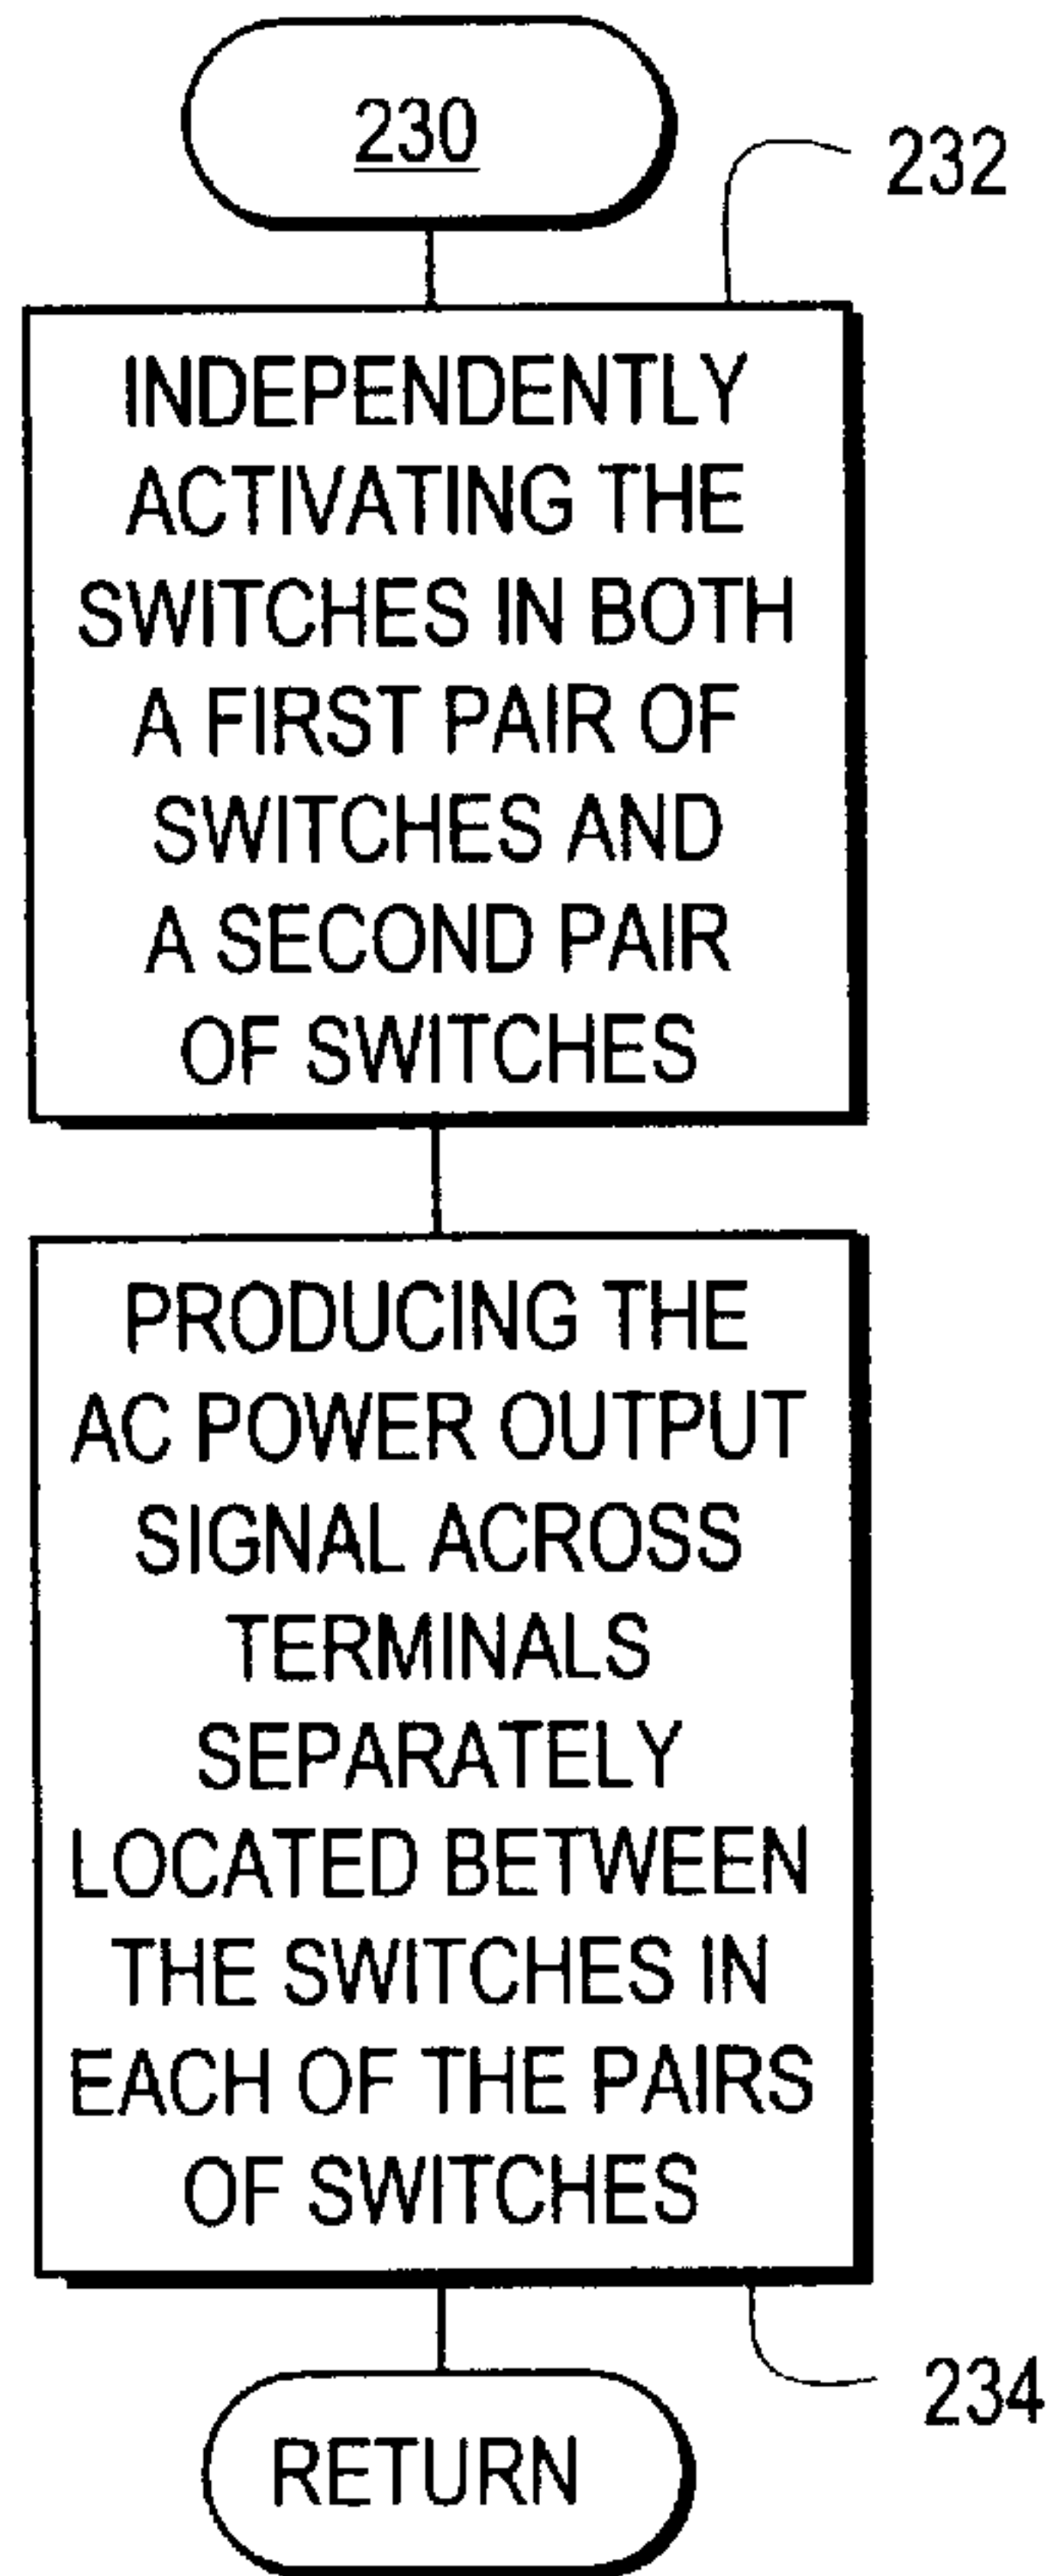 230
232
INDEPENDENTLY
ACTIVATING THE
SWITCHES IN BOTH
A FIRST PAIR OF
SWITCHES AND
A SECOND PAIR
OF SWITCHES
PRODUCING THE
AC POWER OUTPUT
SIGNAL ACROSS
TERMINALS
SEPARATELY
LOCATED BETWEEN
THE SWITCHES IN
EACH OF THE PAIRS
OF SWITCHES
234
RETURN